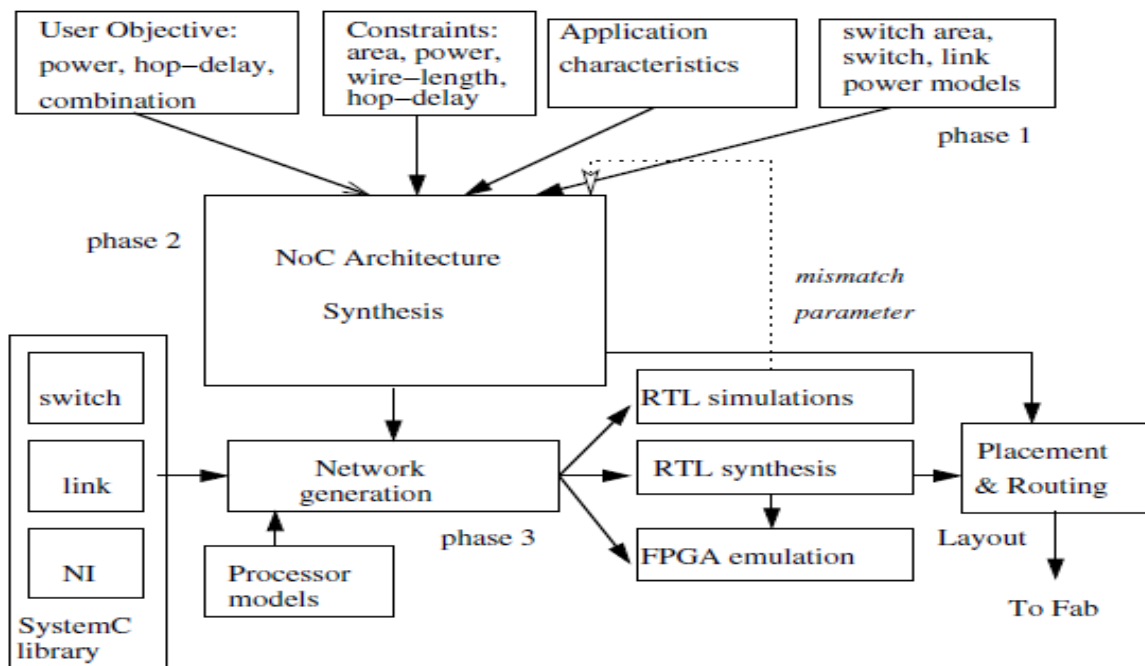 User Objective:
power, hop-delay,
combination
Constraints:
area, power,
wire-length,
hop-delay
Application
characteristics
switch area,
switch, link
power models
phase 1
phase 2
NoC Architecture
Synthesis
mismatch
parameter
switch
link
NI
SystemC
library
Network
generation
phase 3
Processor
models
RTL simulations
RTL synthesis
FPGA emulation
Placement
& Routing
Layout
To Fab